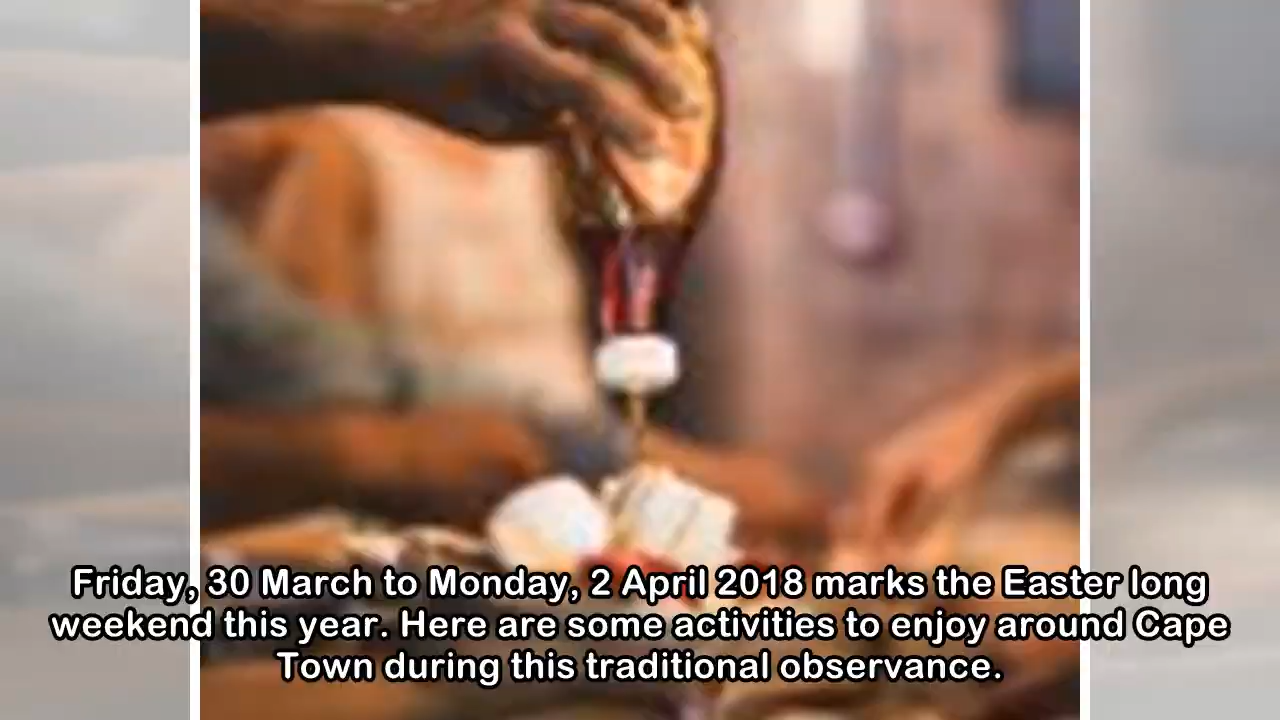 Friday, 30 March to Monday, 2 April 2018 marks the Easter long
weekend this year. Here are some activities to enjoy around Cape
Town during this traditional observance.